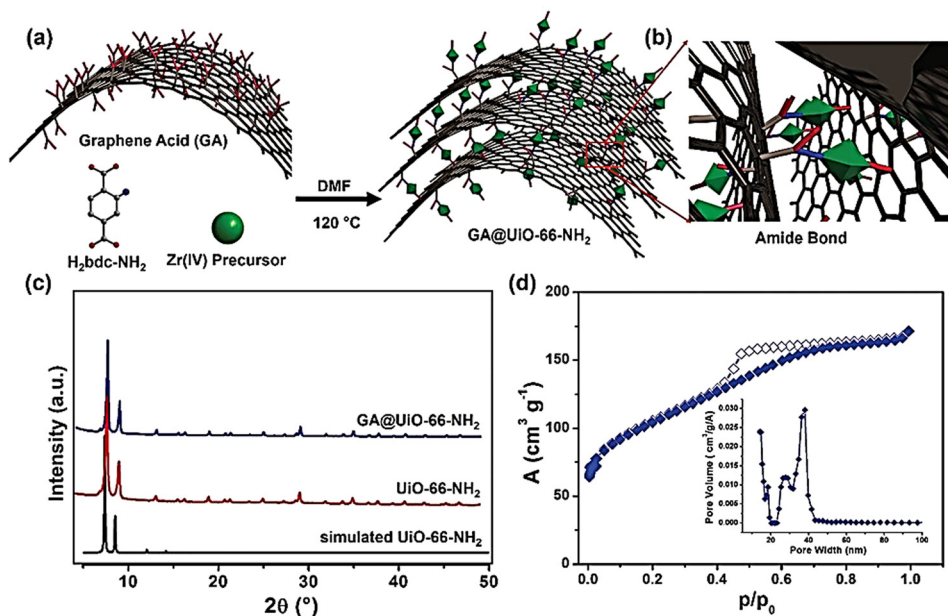 (a)
Graphene Acid (GA)
H₂bdc-NH₂
Zr(IV) Precursor
DMF
120 °C
GA@UiO-66-NH₂
(b)
Amide Bond
(c)
Intensity (a.u.)
GA@UiO-66-NH₂
UiO-66-NH₂
simulated UiO-66-NH₂
10 20 30 40 50
2θ (°)
(d)
A (cm³ g⁻¹)
200
150
100
50
0
0.0 0.2 0.4 0.6 0.8 1.0
p/p₀
Pore Volume ( cm³/g/A)
0.030
0.025
0.020
0.015
0.010
0.005
0.000
20 40 60 80 100
Pore Width (nm)